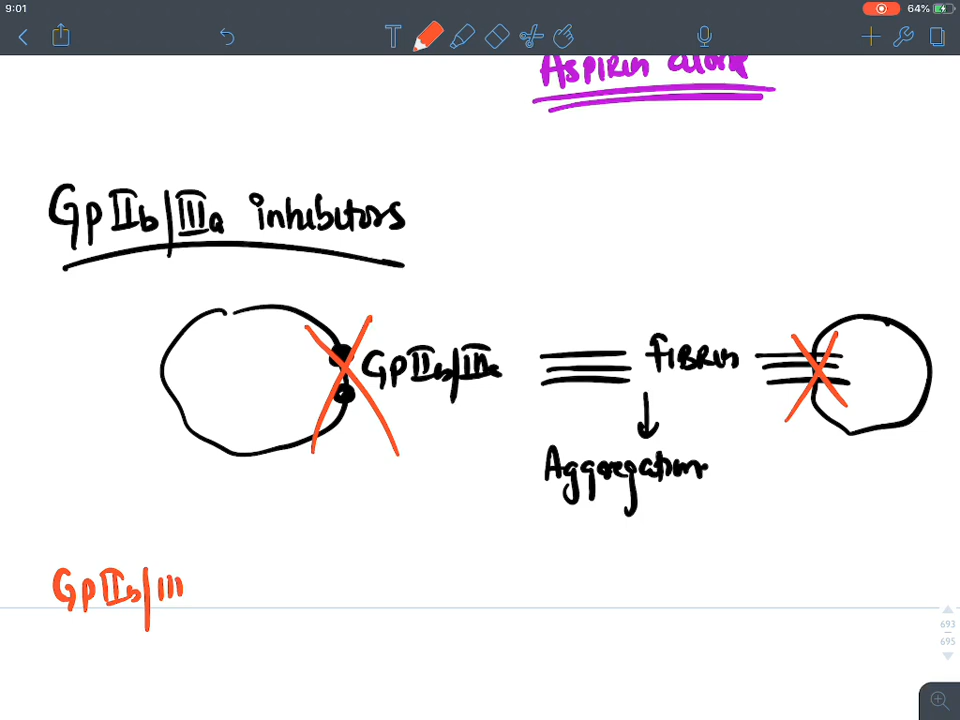 9:01
64%
T
Aspirin alone
GpIIb/IIIa inhibitors
GpIIb/IIIa
FIBRIN
Aggregation
GpIIb/III
693
695